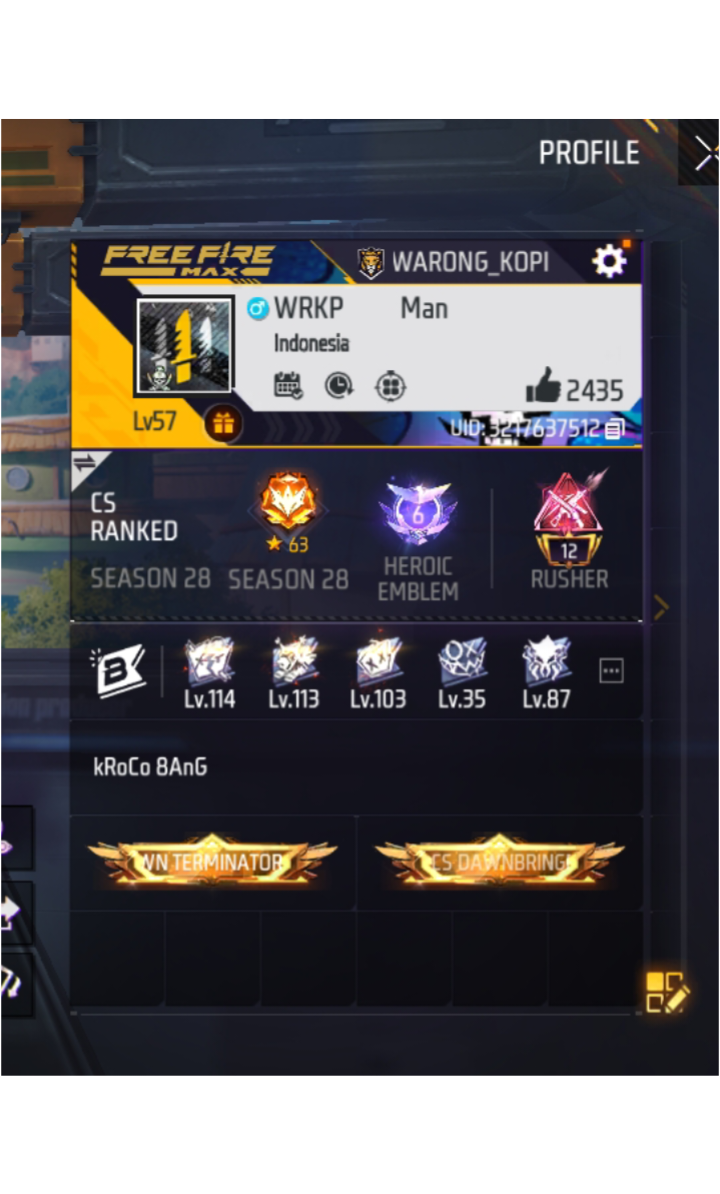 PROFILE
FREE FIRE
MAX
WARONG_KOPI
WRKP Man
Indonesia
2435
Lv57
UID: 3217637512
CS
RANKED
SEASON 28
63
SEASON 28
6
HEROIC
EMBLEM
12
RUSHER
B
Lv.114 Lv.113 Lv.103 Lv.35 Lv.87
kRoCo 8AnG
WN TERMINATOR
CS DAWNBRINGE